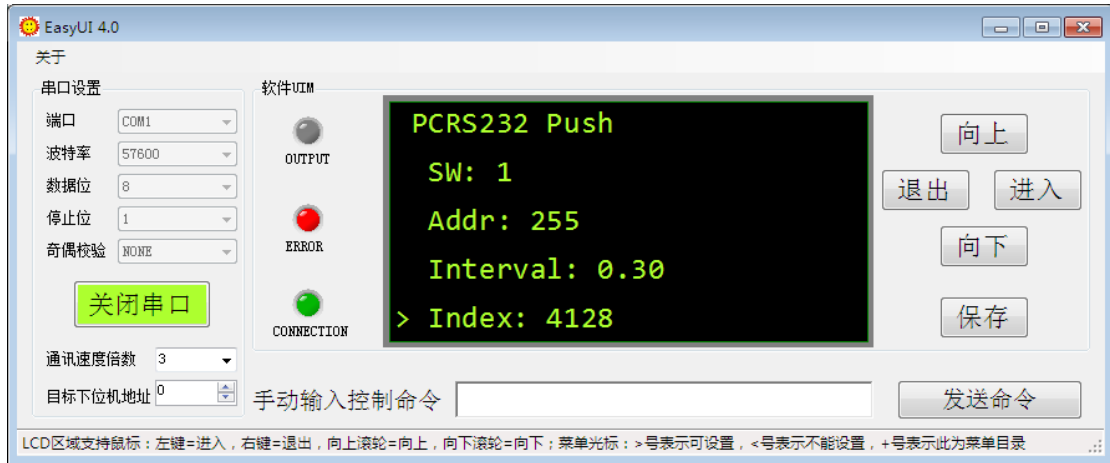 EasyUI 4.0
关于
串口设置
端口 COM1
波特率 57600
数据位 8
停止位 1
奇偶校验 NONE
关闭串口
通讯速度倍数 3
目标下位机地址 0
软件UIM
OUTPUT
ERROR
CONNECTION
PCRS232 Push
SW: 1
Addr: 255
Interval: 0.30
> Index: 4128
向上
退出 进入
向下
保存
手动输入控制命令
发送命令
LCD区域支持鼠标：左键=进入，右键=退出，向上滚轮=向上，向下滚轮=向下；菜单光标：>号表示可设置，<号表示不能设置，+号表示此为菜单目录